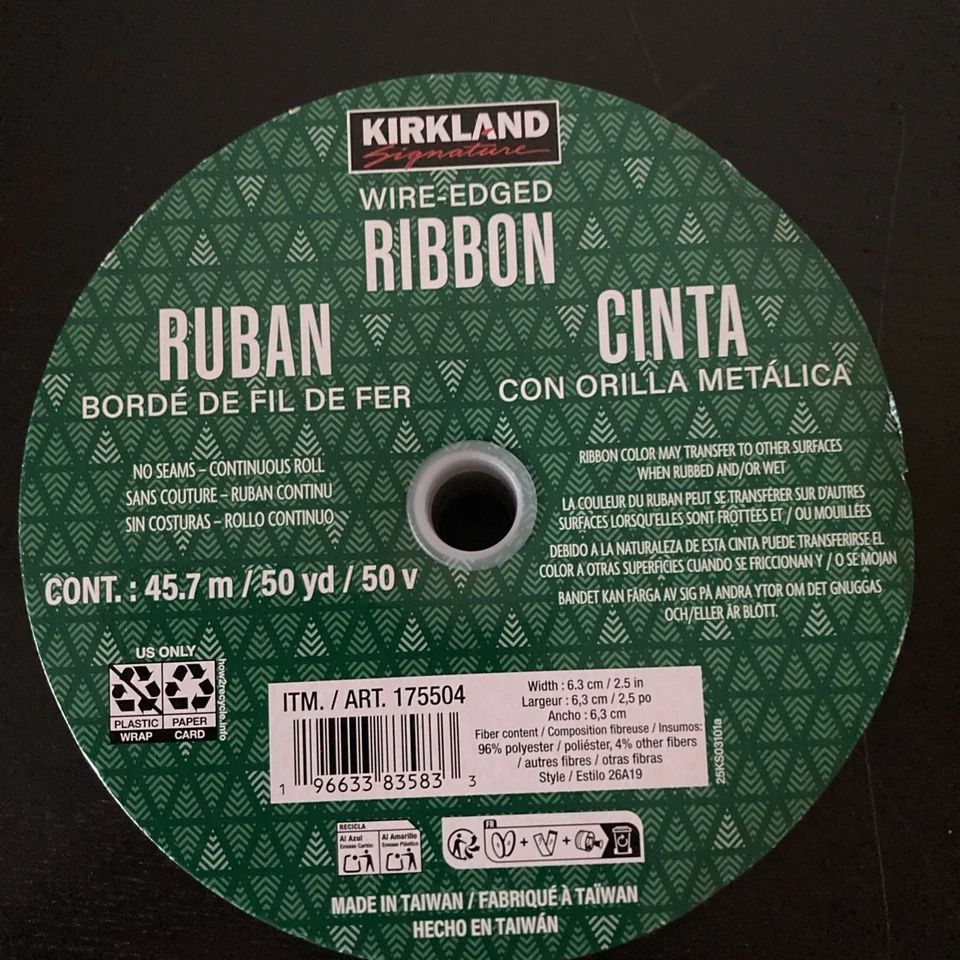 KIRKLAND
Signature
WIRE-EDGED
RIBBON
RUBAN
BORDÉ DE FIL DE FER
CINTA
CON ORILLA METÁLICA
NO SEAMS – CONTINUOUS ROLL
SANS COUTURE – RUBAN CONTINU
SIN COSTURAS – ROLLO CONTINUO
CONT. : 45.7 m / 50 yd / 50 v
RIBBON COLOR MAY TRANSFER TO OTHER SURFACES
WHEN RUBBED AND/OR WET
LA COULEUR DU RUBAN PEUT SE TRANSFÉRER SUR D'AUTRES
SURFACES LORSQU'ELLES SONT FROTTÉES ET / OU MOUILLÉES
DEBIDO A LA NATURALEZA DE ESTA CINTA PUEDE TRANSFERIRSE EL
COLOR A OTRAS SUPERFICIES CUANDO SE FRICCIONAN Y / O SE MOJAN
BANDET KAN FÄRGA AV SIG PÅ ANDRA YTOR OM DET GNUGGAS
OCH/ELLER ÄR BLÖTT.
US ONLY
PLASTIC
WRAP
PAPER
CARD
how2recycle.info
ITM. / ART. 175504
1 96633 83583 3
Width : 6.3 cm / 2.5 in
Largeur : 6,3 cm / 2,5 po
Ancho : 6,3 cm
Fiber content / Composition fibreuse / Insumos:
96% polyester / poliéster, 4% other fibers
/ autres fibres / otras fibras
Style / Estilo 26A19
25KS03101a
RECICLA
Al Azul
Envase Cartón
Al Amarillo
Envase Plástico
FR
+ +
MADE IN TAIWAN / FABRIQUÉ À TAÏWAN
HECHO EN TAIWÁN